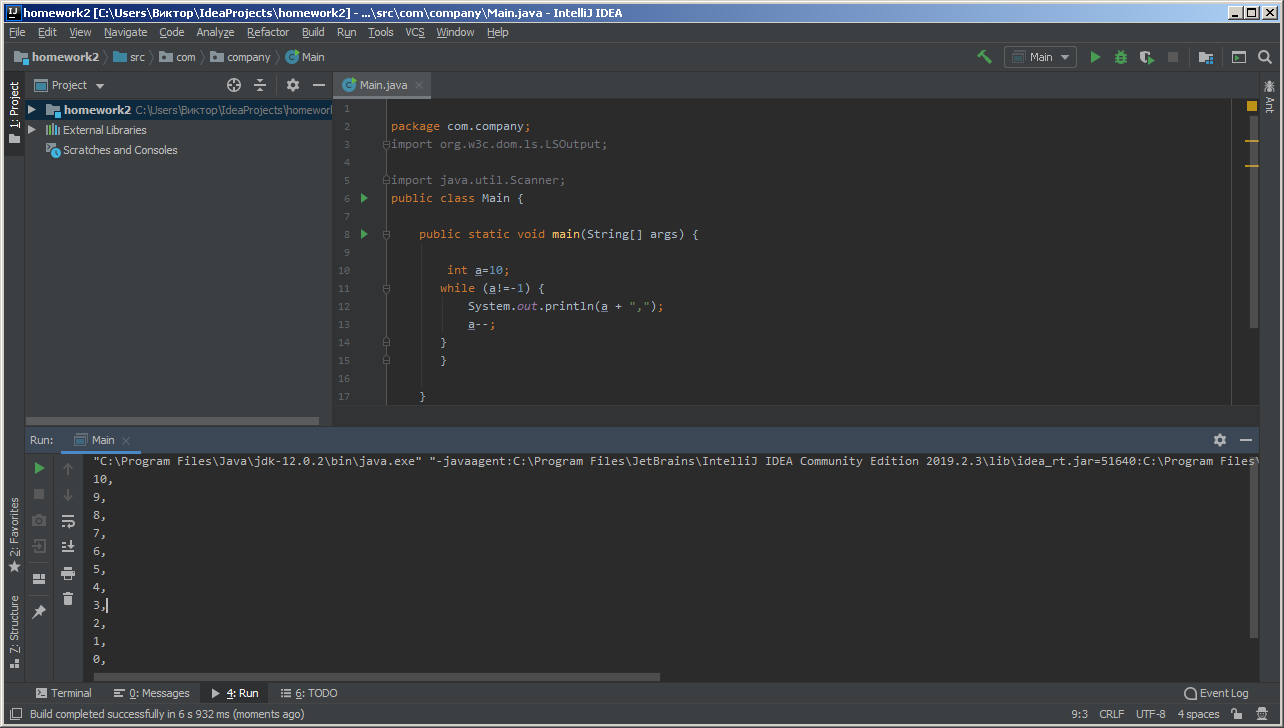 homework2 [C:\Users\Виктор\IdeaProjects\homework2] - ...\src\com\company\Main.java - IntelliJ IDEA
File Edit View Navigate Code Analyze Refactor Build Run Tools VCS Window Help
homework2 src com company Main
Main
1: Project
Project
Main.java
Ant
homework2 C:\Users\Виктор\IdeaProjects\homework
External Libraries
Scratches and Consoles
1
2 package com.company;
3 import org.w3c.dom.ls.LSOutput;
4
5 import java.util.Scanner;
6 public class Main {
7
8 public static void main(String[] args) {
9
10 int a=10;
11 while (a!=-1) {
12 System.out.println(a + ",");
13 a--;
14 }
15 }
16
17 }
Run: Main
"C:\Program Files\Java\jdk-12.0.2\bin\java.exe" "-javaagent:C:\Program Files\JetBrains\IntelliJ IDEA Community Edition 2019.2.3\lib\idea_rt.jar=51640:C:\Program Files\
10,
9,
8,
7,
6,
5,
4,
3,
2,
1,
0,
2: Favorites
7: Structure
Terminal 0: Messages 4: Run 6: TODO Event Log
Build completed successfully in 6 s 932 ms (moments ago) 9:3 CRLF UTF-8 4 spaces